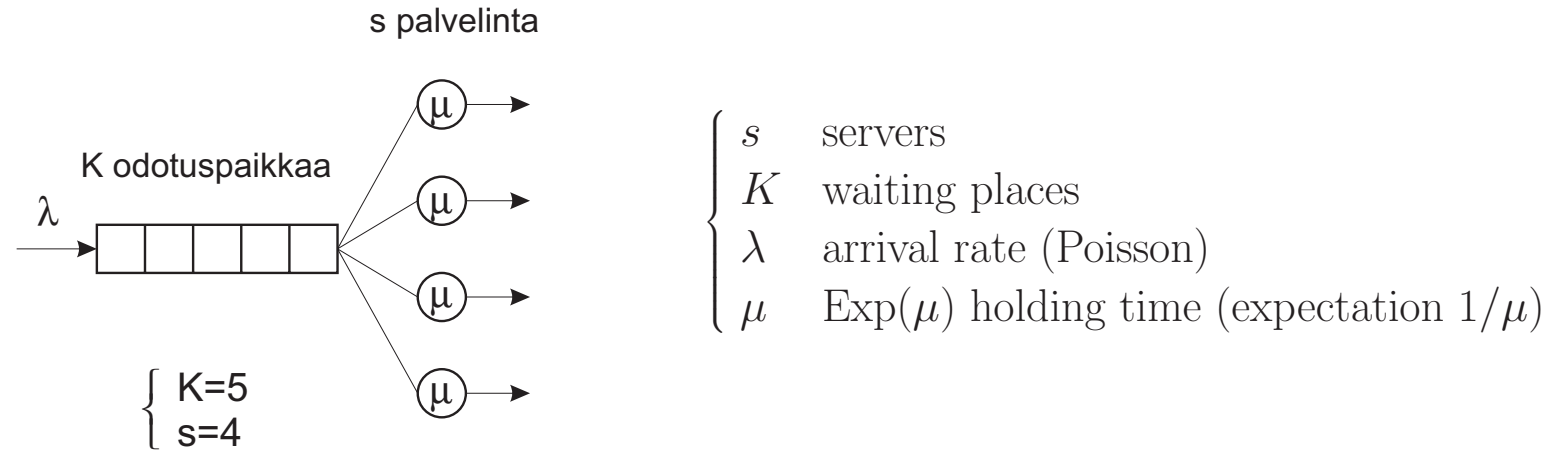 s palvelinta
K odotuspaikkaa
λ
μ
μ
μ
μ
K=5
s=4
s servers
K waiting places
λ arrival rate (Poisson)
μ Exp(μ) holding time (expectation 1/μ)